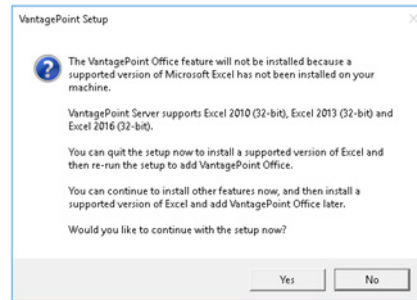 VantagePoint Setup
The VantagePoint Office feature will not be installed because a
supported version of Microsoft Excel has not been installed on your
machine.
VantagePoint Server supports Excel 2010 (32-bit), Excel 2013 (32-bit) and
Excel 2016 (32-bit).
You can quit the setup now to install a supported version of Excel and
then re-run the setup to add VantagePoint Office.
You can continue to install other features now, and then install a
supported version of Excel and add VantagePoint Office later.
Would you like to continue with the setup now?
Yes
No